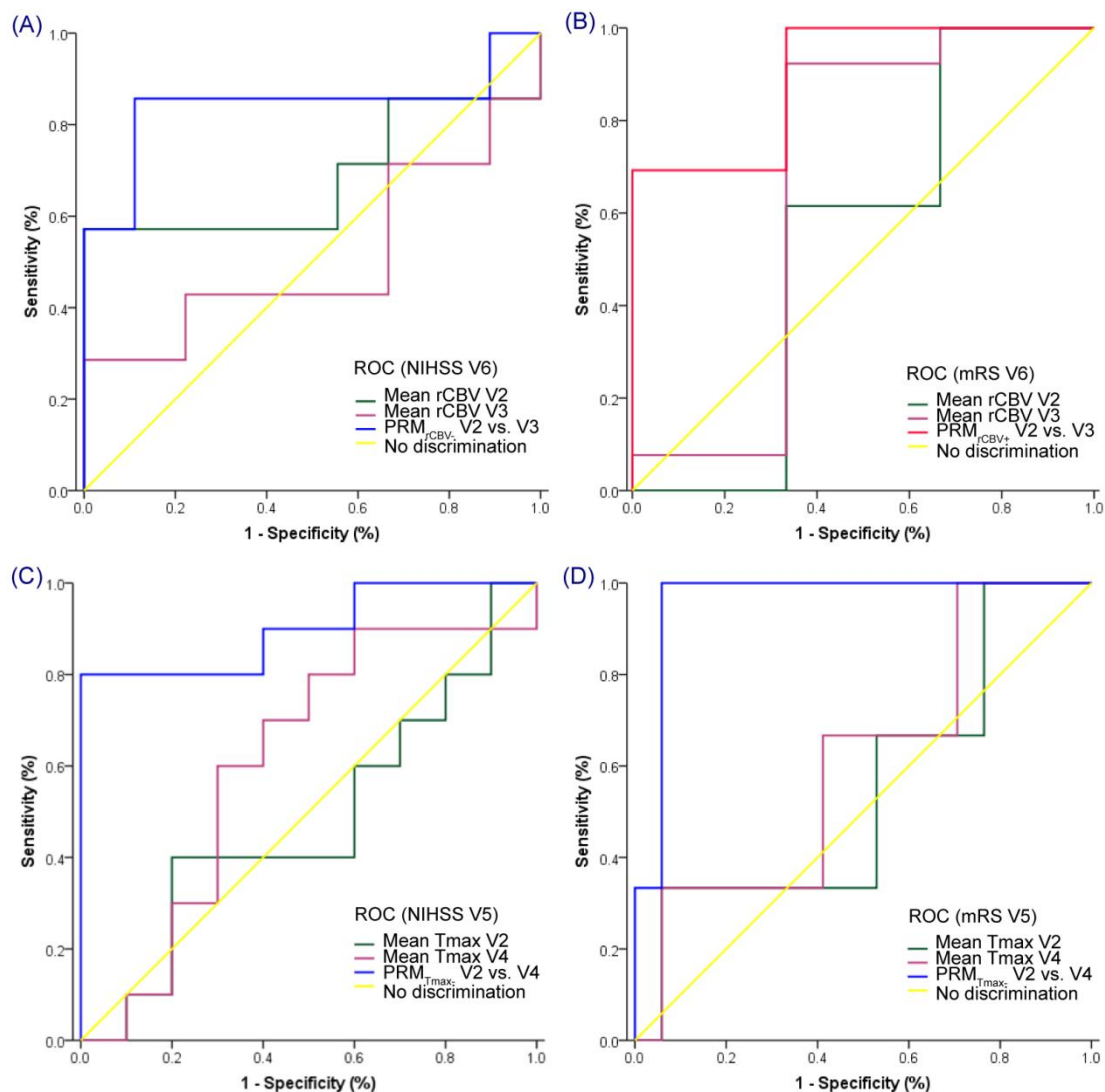 (A)
1.0
0.8
0.6
0.4
0.2
0.0
Sensitivity (%)
0.0 0.2 0.4 0.6 0.8 1.0
1 - Specificity (%)
ROC (NIHSS V6)
Mean rCBV V2
Mean rCBV V3
PRMrCBV- V2 vs. V3
No discrimination
(B)
1.0
0.8
0.6
0.4
0.2
0.0
Sensitivity (%)
0.0 0.2 0.4 0.6 0.8 1.0
1 - Specificity (%)
ROC (mRS V6)
Mean rCBV V2
Mean rCBV V3
PRMrCBV+ V2 vs. V3
No discrimination
(C)
1.0
0.8
0.6
0.4
0.2
0.0
Sensitivity (%)
0.0 0.2 0.4 0.6 0.8 1.0
1 - Specificity (%)
ROC (NIHSS V5)
Mean Tmax V2
Mean Tmax V4
PRMTmax- V2 vs. V4
No discrimination
(D)
1.0
0.8
0.6
0.4
0.2
0.0
Sensitivity (%)
0.0 0.2 0.4 0.6 0.8 1.0
1 - Specificity (%)
ROC (mRS V5)
Mean Tmax V2
Mean Tmax V4
PRMTmax- V2 vs. V4
No discrimination